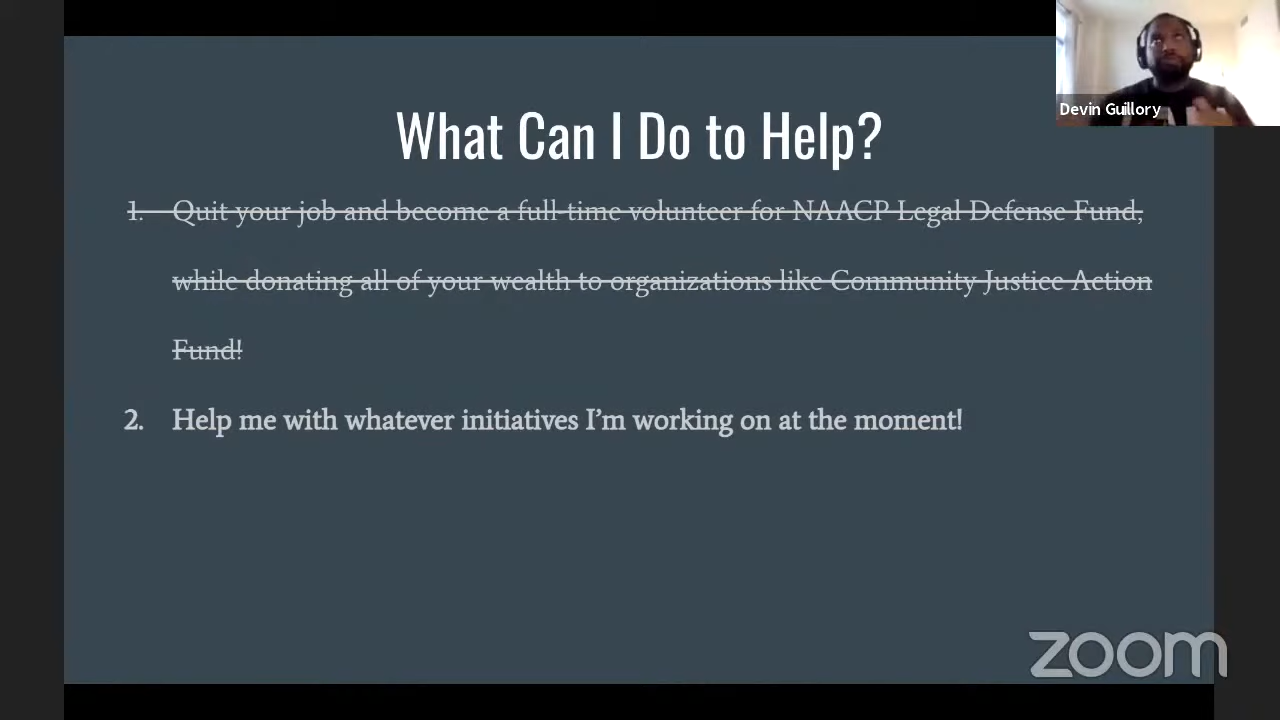 Devin Guillory
What Can I Do to Help?
1. Quit your job and become a full-time volunteer for NAACP Legal Defense Fund,
while donating all of your wealth to organizations like Community Justice Action
Fund!
2. Help me with whatever initiatives I’m working on at the moment!
zoom